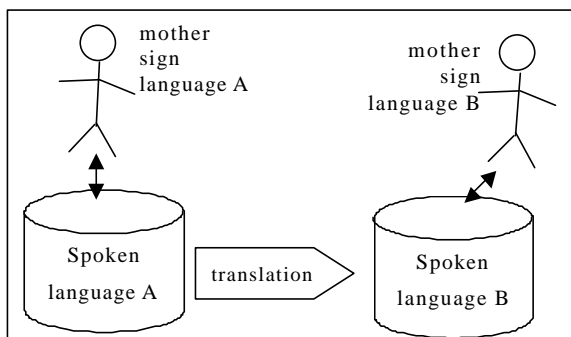 mother
sign
language A
mother
sign
language B
Spoken
language A
translation
Spoken
language B